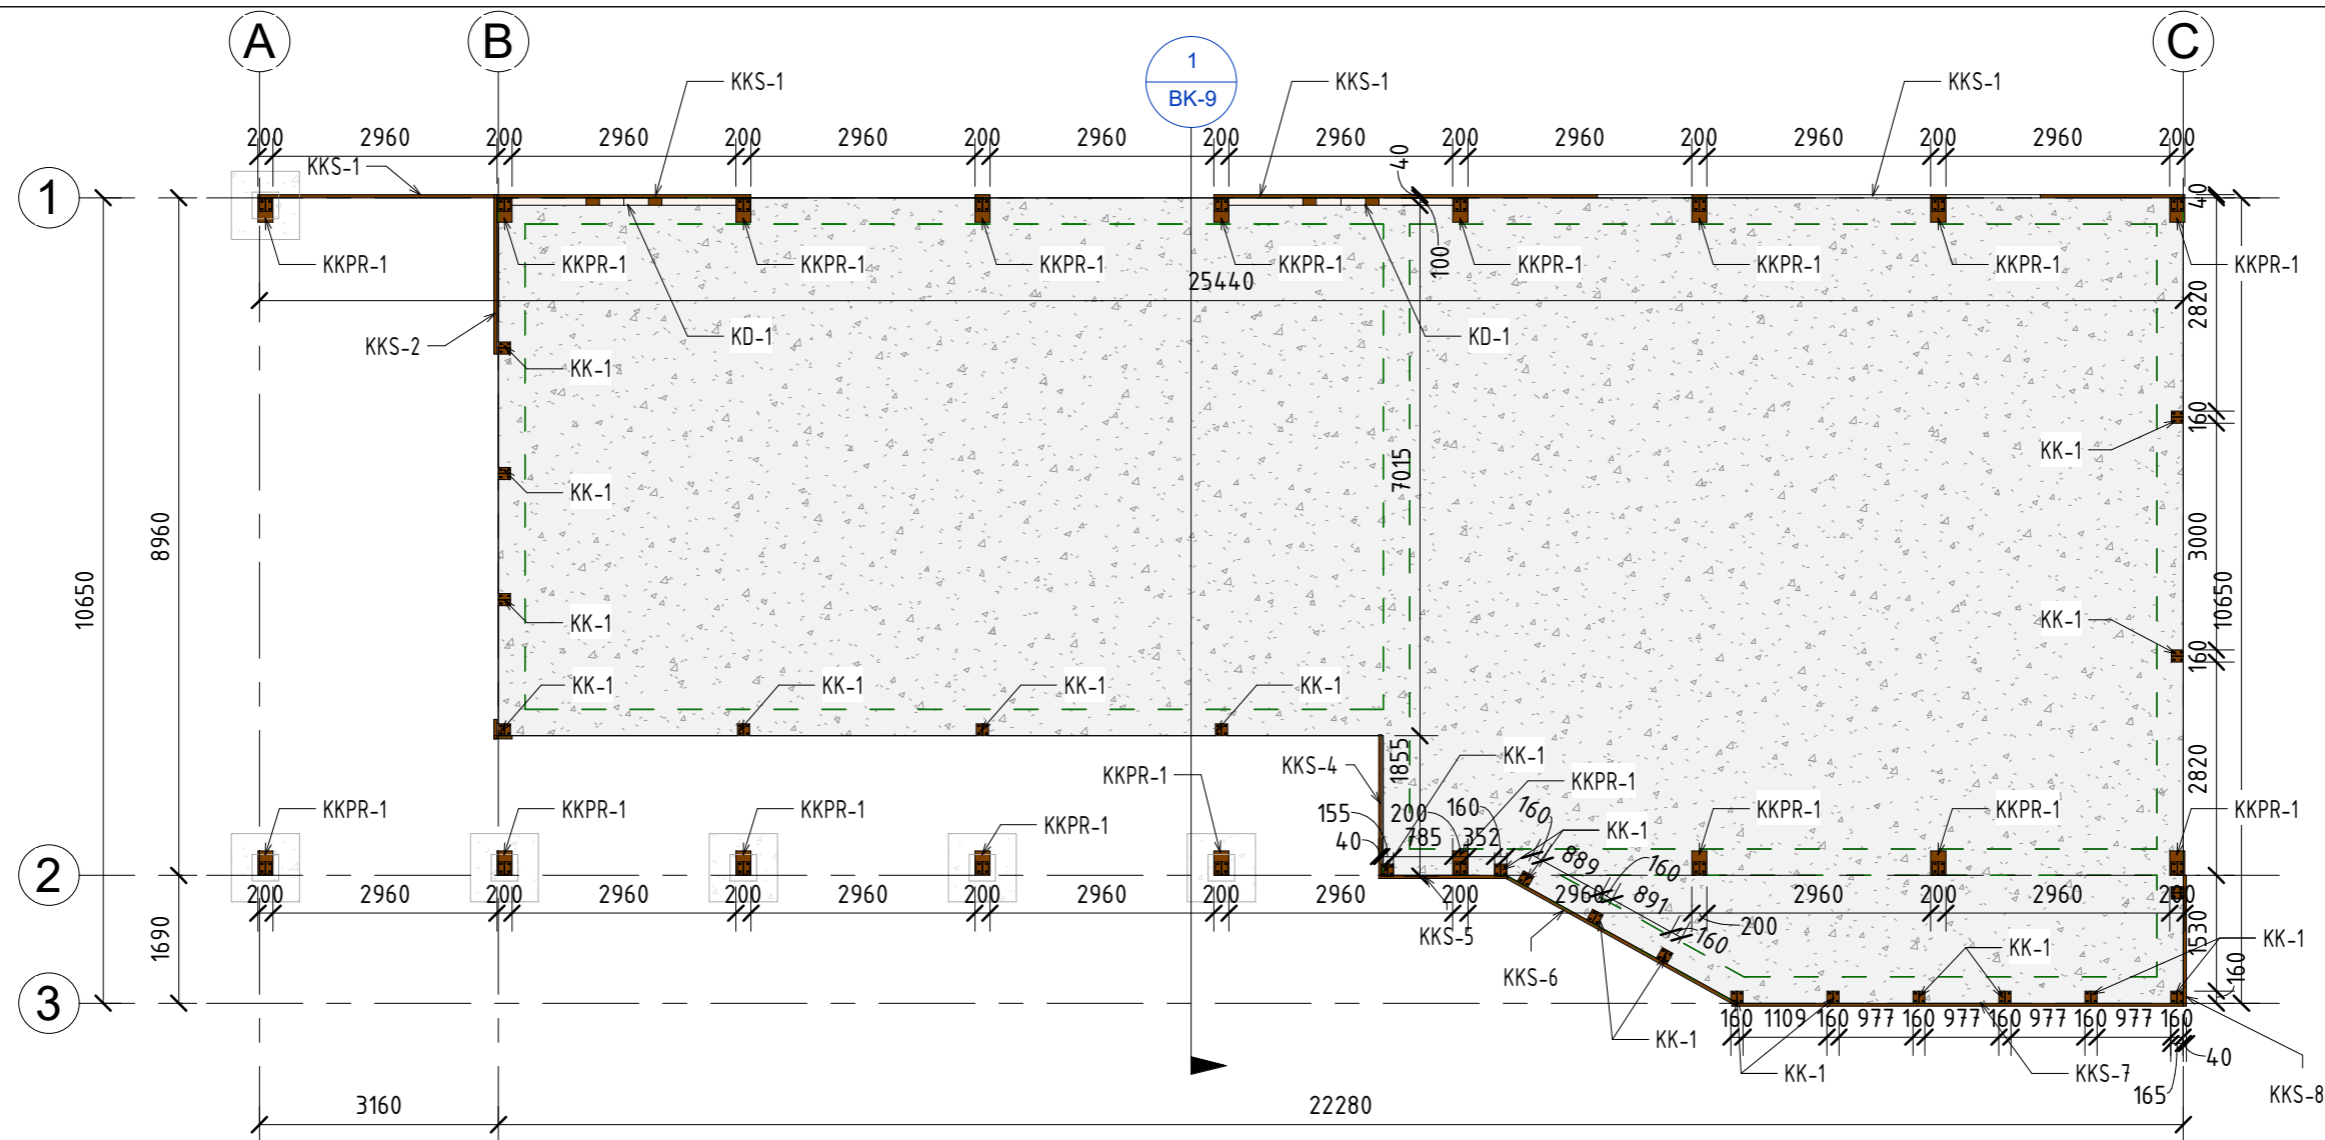 A B C
1
BK-9
KKS-1 KKS-1 KKS-1
200 2960 200 2960 200 2960 200 2960 200 2960 200 2960 200 2960 200 2960 200
KKS-1
40
1
40
100
KKPR-1 KKPR-1 KKPR-1 KKPR-1 KKPR-1 KKPR-1 KKPR-1 KKPR-1 KKPR-1
25440
2820
KKS-2 KD-1 KD-1
KK-1
160
KK-1
7015
KK-1
8960
3000
10650
10650
KK-1
KK-1
160
KK-1 KK-1 KK-1 KK-1
1855
KK-1
KKS-4
KKPR-1
KKPR-1
2820
KKPR-1 KKPR-1 KKPR-1 KKPR-1 KKPR-1 KKPR-1 KKPR-1
155 200 160 160
KK-1
40 785 352
889 160
2
200 2960 200 2960 200 2960 200 2960 200 2960 200 2960 2960 200 2960 200
891
200
160
KKS-5
1690
1530
KK-1 KK-1
KKS-6
160
3
160 1109 160 977 160 977 160 977 160 977 160
KK-1
40
KK-1 KKS-7
165
KKS-8
3160 22280